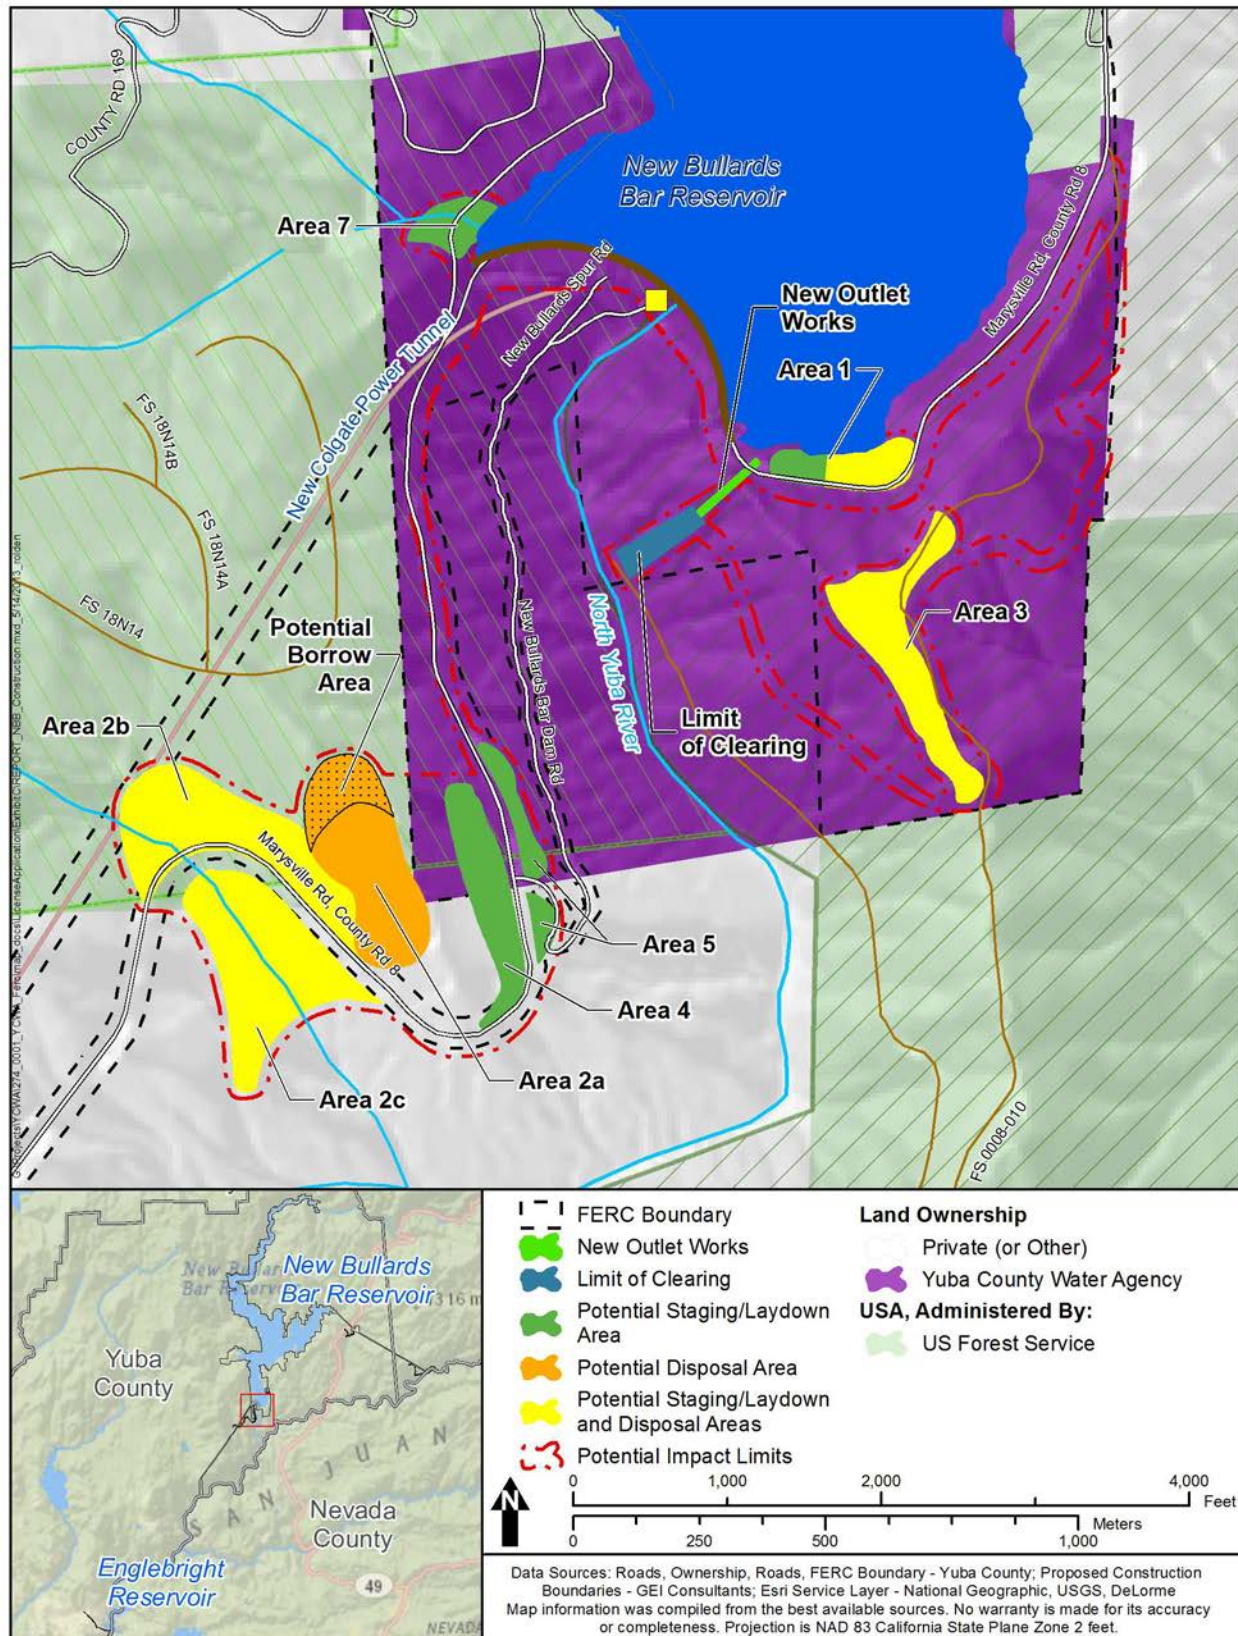 COUNTY RD 169
New Bullards
Bar Reservoir
Area 7
Marysville Rd, County Rd 8
New Bullards Spur Rd
New Outlet
Works
Area 1
New Colgate Power Tunnel
FS 18N14B
FS 18N14A
FS 18N14
Potential
Borrow
Area
New Bullards Bar Dam Rd
North Yuba River
Area 3
Limit
of Clearing
Area 2b
Marysville Rd, County Rd 8
Area 5
Area 4
Area 2a
Area 2c
FS 0008-010
New Bullards
Bar Reservoir
Yuba
County
Nevada
County
SAN JUAN
Englebright
Reservoir
49
NEVADA
FERC Boundary
New Outlet Works
Limit of Clearing
Potential Staging/Laydown
Area
Potential Disposal Area
Potential Staging/Laydown
and Disposal Areas
Potential Impact Limits
Land Ownership
Private (or Other)
Yuba County Water Agency
USA, Administered By:
US Forest Service
N
0 1,000 2,000 4,000
Feet
Meters
0 250 500 1,000
Data Sources: Roads, Ownership, Roads, FERC Boundary - Yuba County; Proposed Construction
Boundaries - GEI Consultants; Esri Service Layer - National Geographic, USGS, DeLorme
Map information was compiled from the best available sources. No warranty is made for its accuracy
or completeness. Projection is NAD 83 California State Plane Zone 2 feet.